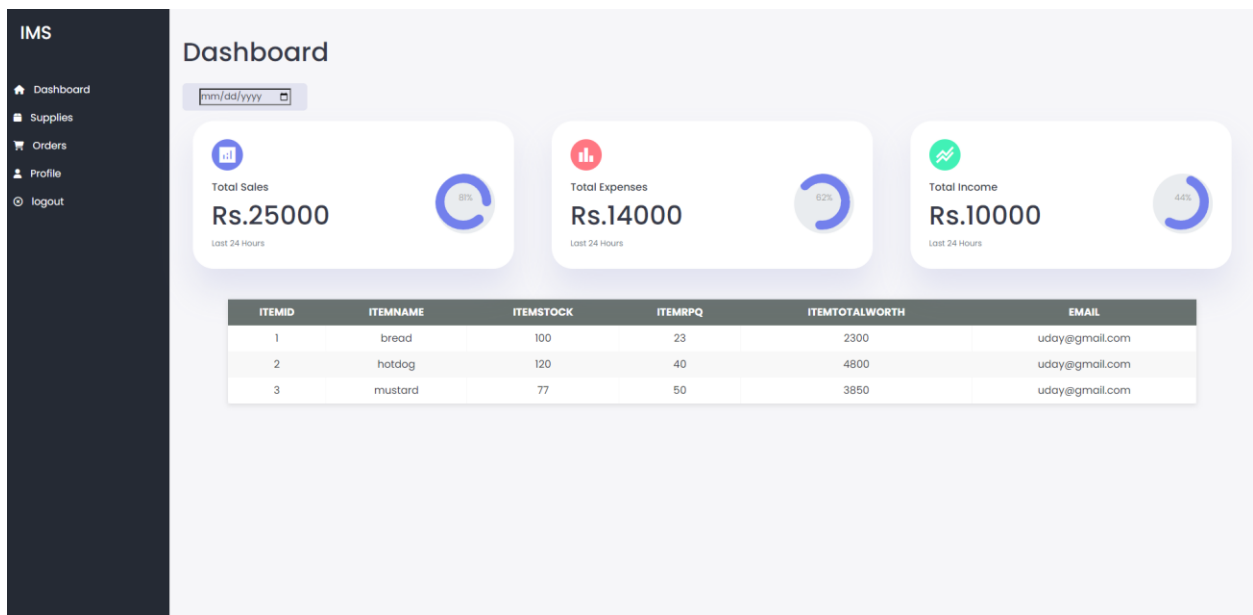 IMS
Dashboard
Supplies
Orders
Profile
logout
Dashboard
mm/dd/yyyy
Total Sales
Rs.25000
Last 24 Hours
81%
Total Expenses
Rs.14000
Last 24 Hours
62%
Total Income
Rs.10000
Last 24 Hours
44%
ITEMID ITEMNAME ITEMSTOCK ITEMRPQ ITEMTOTALWORTH EMAIL
1 bread 100 23 2300 uday@gmail.com
2 hotdog 120 40 4800 uday@gmail.com
3 mustard 77 50 3850 uday@gmail.com